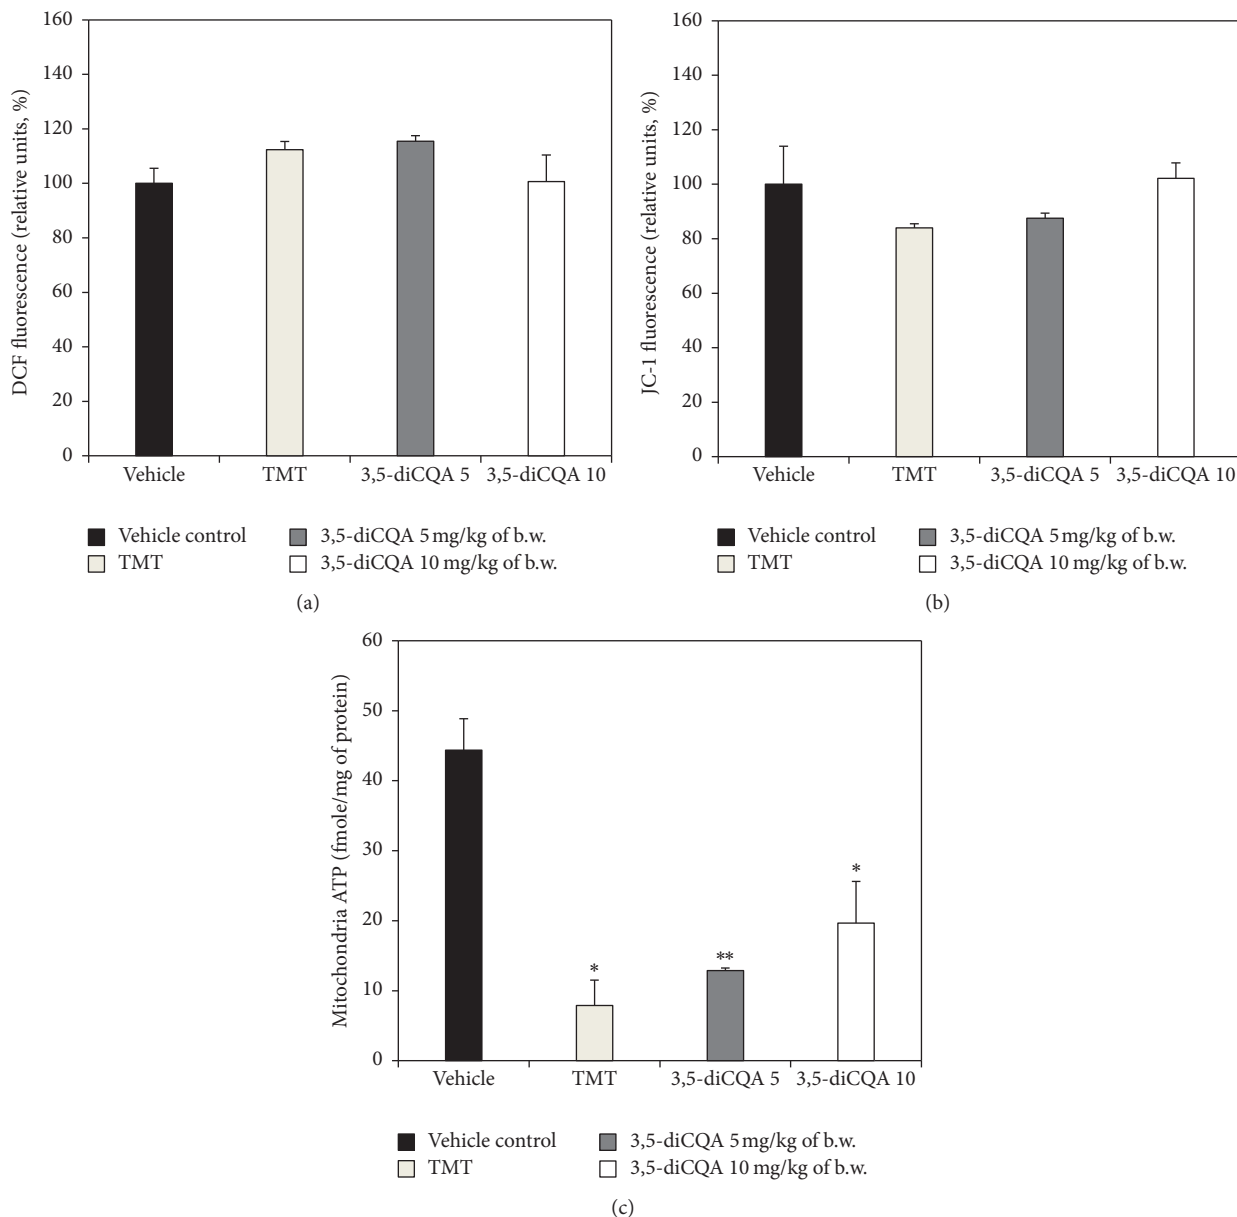 DCF fluorescence (relative units, %)
160
140
120
100
80
60
40
20
0
Vehicle TMT 3,5-diCQA 5 3,5-diCQA 10
Vehicle control 3,5-diCQA 5 mg/kg of b.w.
TMT 3,5-diCQA 10 mg/kg of b.w.
(a)
JC-1 fluorescence (relative units, %)
160
140
120
100
80
60
40
20
0
Vehicle TMT 3,5-diCQA 5 3,5-diCQA 10
Vehicle control 3,5-diCQA 5 mg/kg of b.w.
TMT 3,5-diCQA 10 mg/kg of b.w.
(b)
Mitochondria ATP (fmole/mg of protein)
60
50
40
30
20
10
0
* ** *
Vehicle TMT 3,5-diCQA 5 3,5-diCQA 10
Vehicle control 3,5-diCQA 5 mg/kg of b.w.
TMT 3,5-diCQA 10 mg/kg of b.w.
(c)